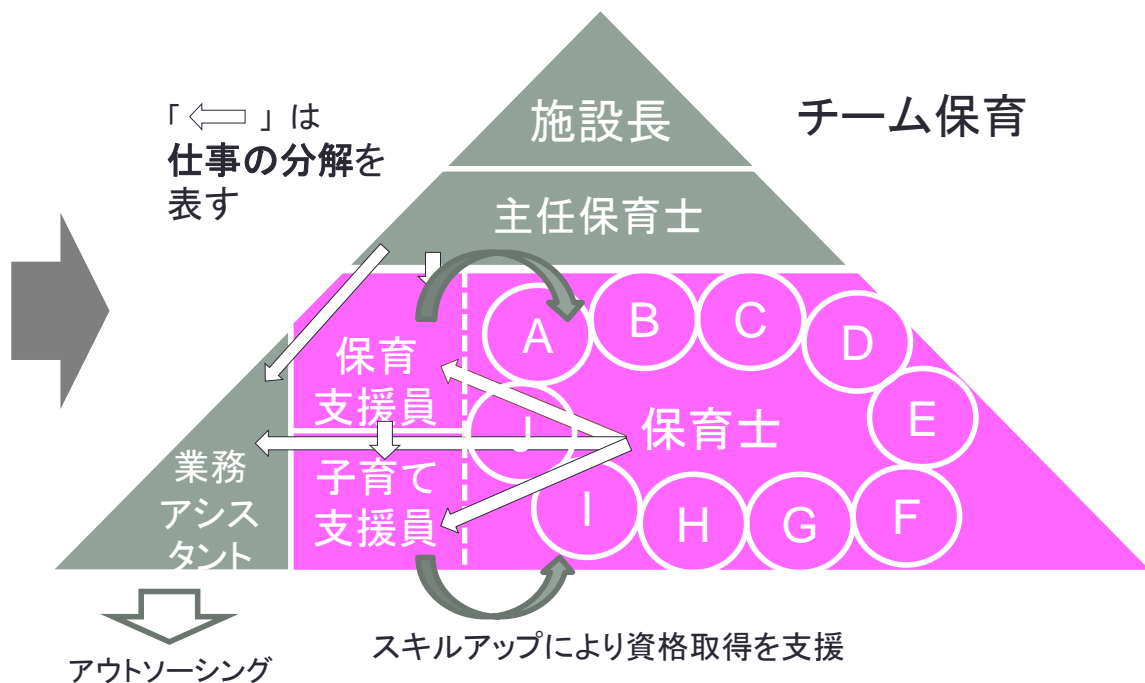 チーム保育
「 」は
仕事の分解を
表す
施設長
主任保育士
保育
支援員
子育て
支援員
業務
アシス
タント
保育士
A
B
C
D
E
F
G
H
I
J
スキルアップにより資格取得を支援
アウトソーシング